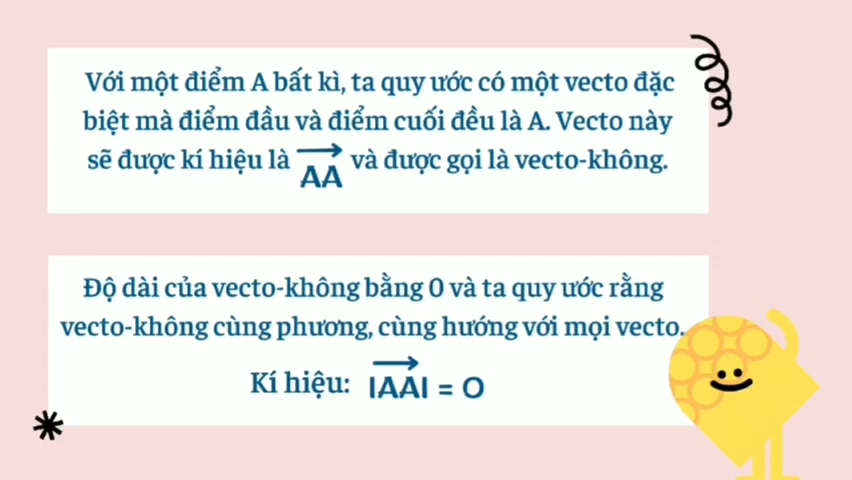 Với một điểm A bất kì, ta quy ước có một vecto đặc
biệt mà điểm đầu và điểm cuối đều là A. Vecto này
sẽ được kí hiệu là AA và được gọi là vecto-không.
Độ dài của vecto-không bằng 0 và ta quy ước rằng
vecto-không cùng phương, cùng hướng với mọi vecto.
Kí hiệu: |AA| = 0